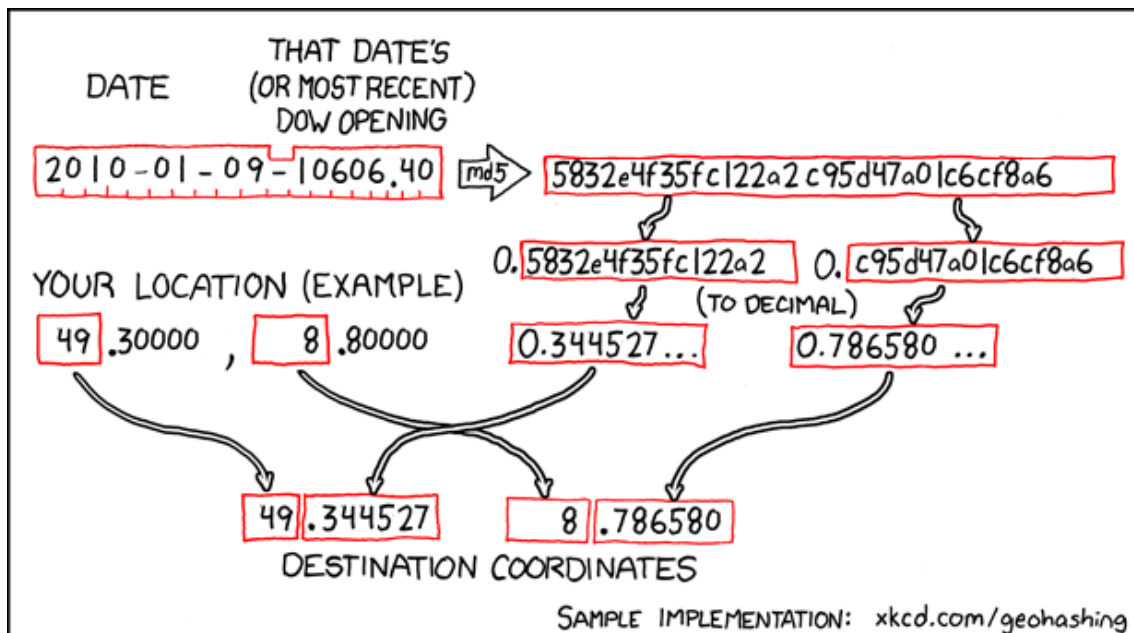 THAT DATE'S
DATE (OR MOST RECENT)
DOW OPENING
2010-01-09-10606.40 md5 5832e4f35fc122a2c95d47a01c6cf8a6
0.5832e4f35fc122a2 0.c95d47a01c6cf8a6
YOUR LOCATION (EXAMPLE) (TO DECIMAL)
49.30000, 8.80000 0.344527... 0.786580...
49.344527 8.786580
DESTINATION COORDINATES
SAMPLE IMPLEMENTATION: xkcd.com/geohashing